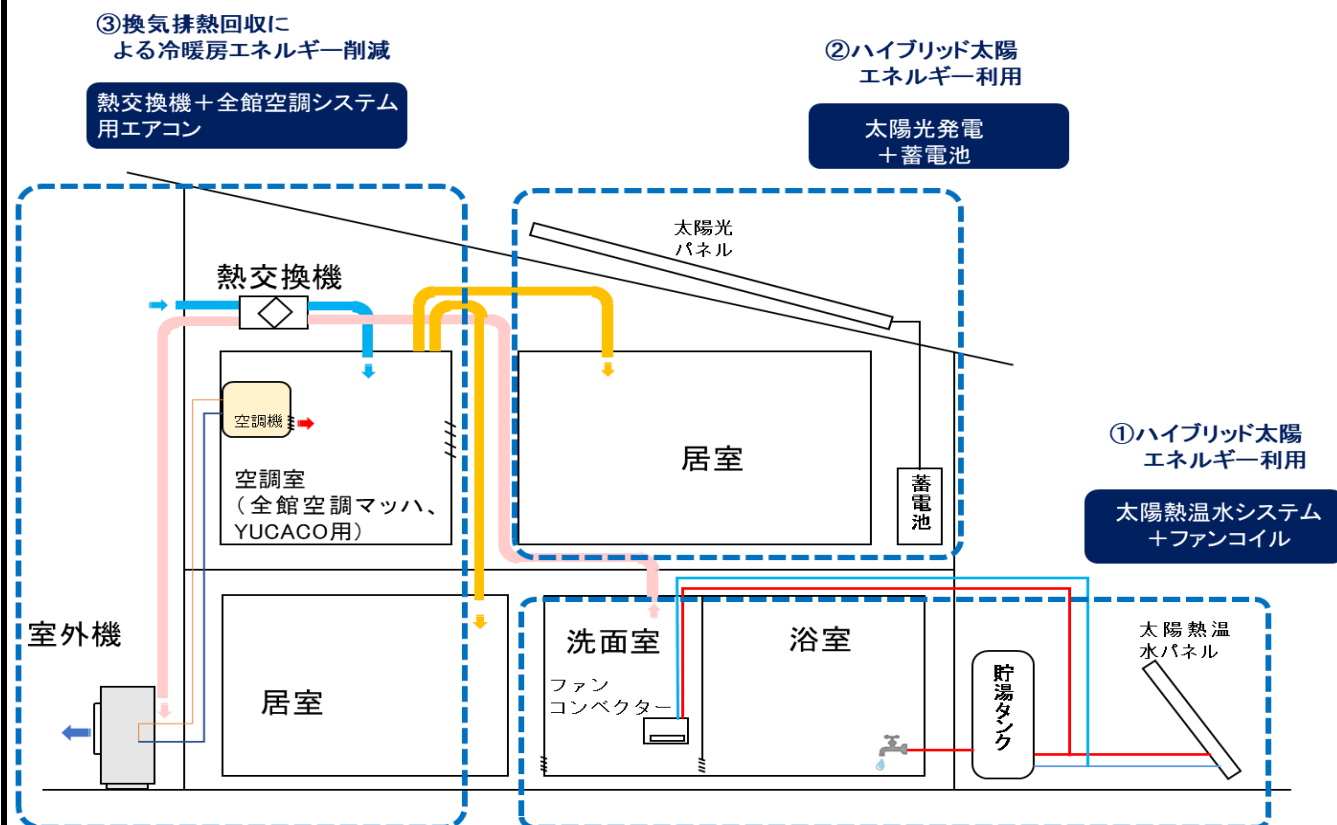 ③換気排熱回収に
よる冷暖房エネルギー削減
熱交換機＋全館空調システム
用エアコン
②ハイブリッド太陽
エネルギー利用
太陽光発電
＋蓄電池
太陽光
パネル
熱交換機
空調機
空調室
（全館空調マッハ、
YUCACO用）
居室
蓄電池
①ハイブリッド太陽
エネルギー利用
太陽熱温水システム
＋ファンコイル
室外機
居室
洗面室
ファン
コンベクター
浴室
貯湯タンク
太陽熱温
水パネル